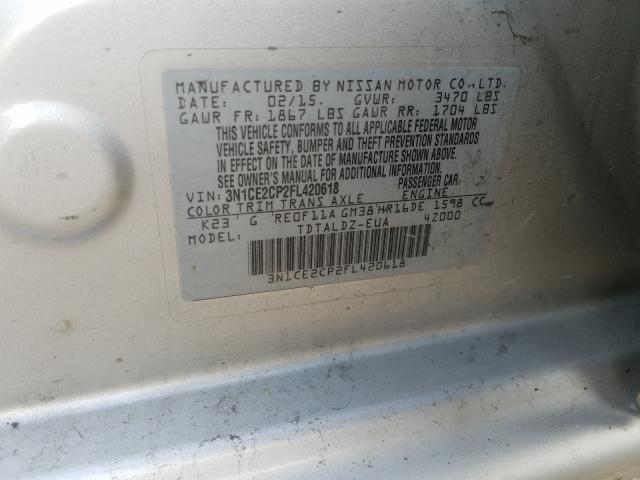 MANUFACTURED BY NISSAN MOTOR CO.,LTD.
DATE: 02/15. GVWR: 3470 LBS
GAWR FR: 1867 LBS GAWR RR: 1704 LBS
THIS VEHICLE CONFORMS TO ALL APPLICABLE FEDERAL MOTOR
VEHICLE SAFETY, BUMPER AND THEFT PREVENTION STANDARDS
IN EFFECT ON THE DATE OF MANUFACTURE SHOWN ABOVE.
SEE OWNER'S MANUAL FOR ADDITIONAL INFORMATION.
VIN: 3N1CE2CP2FL420618 PASSENGER CAR
COLOR TRIM TRANS AXLE ENGINE
K23 G RE0F11A GM38 HR16DE 1598 CC
MODEL: TDTALDZ-EUA 4Z000
3N1CE2CP2FL420618